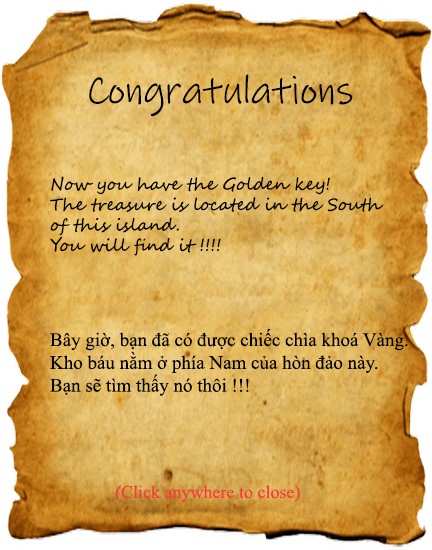 Congratulations
Now you have the Golden key!
The treasure is located in the South
of this island.
You will find it !!!!
Bây giờ, bạn đã có được chiếc chìa khoá Vàng.
Kho báu nằm ở phía Nam của hòn đảo này.
Bạn sẽ tìm thấy nó thôi !!!
(Click anywhere to close)